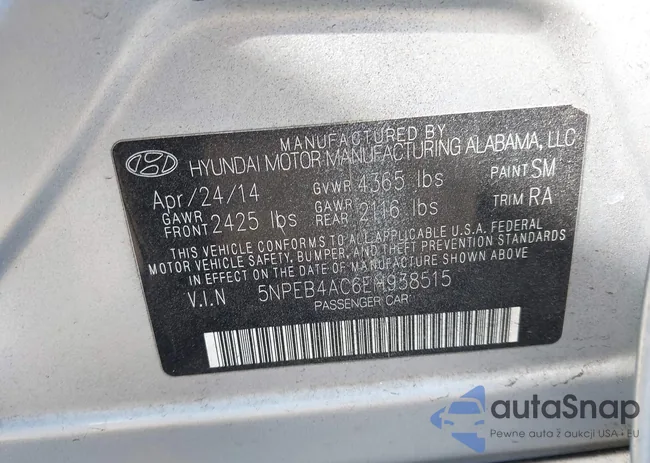 MANUFACTURED BY
HYUNDAI MOTOR MANUFACTURING ALABAMA, LLC
Apr/24/14 GVWR 4365 lbs PAINT SM
GAWR FRONT 2425 lbs GAWR REAR 2116 lbs TRIM RA
THIS VEHICLE CONFORMS TO ALL APPLICABLE U.S.A. FEDERAL
MOTOR VEHICLE SAFETY, BUMPER, AND THEFT PREVENTION STANDARDS
IN EFFECT ON THE DATE OF MANUFACTURE SHOWN ABOVE.
V.I.N 5NPEB4AC6EH938515
PASSENGER CAR
autaSnap
Pewne auta z aukcji USA i EU